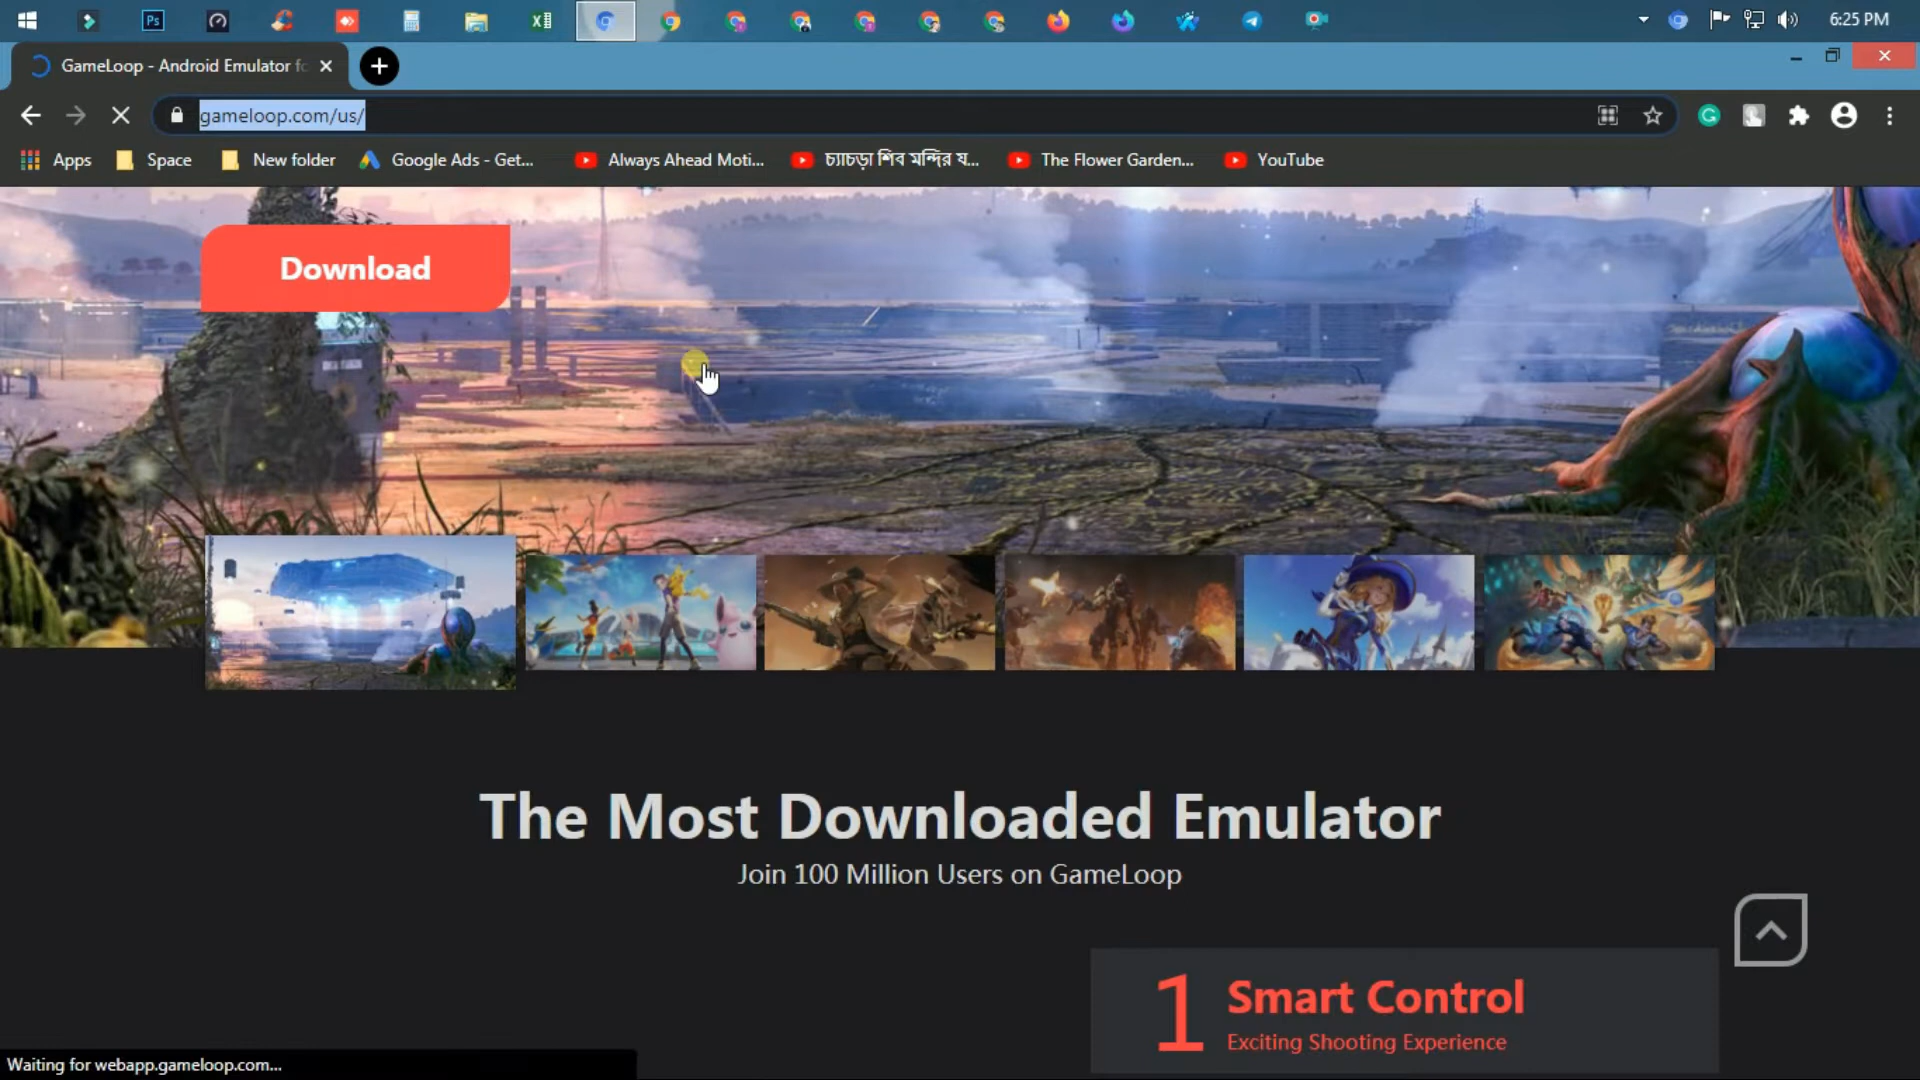 Ps
6:25 PM
GameLoop - Android Emulator fo
gameloop.com/us/
Apps
Space
New folder
Google Ads - Get...
Always Ahead Moti...
চ্যাচড়া শিব মন্দির য...
The Flower Garden...
YouTube
Download
The Most Downloaded Emulator
Join 100 Million Users on GameLoop
1 Smart Control
Exciting Shooting Experience
Waiting for webapp.gameloop.com...